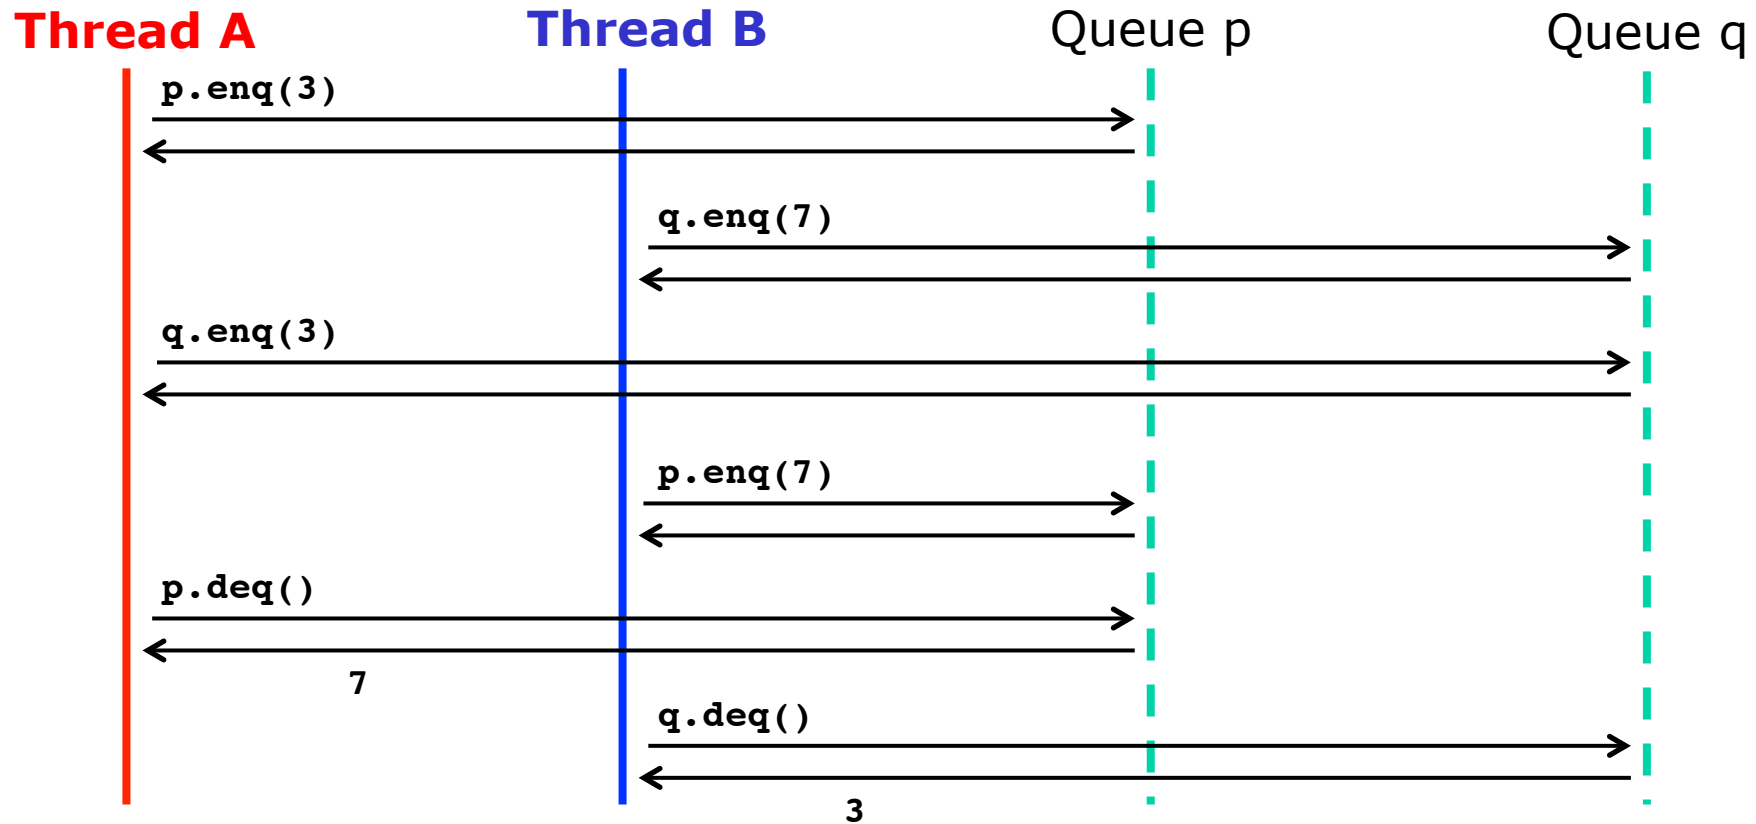 Thread A
Thread B
Queue p
Queue q
p.enq(3)
q.enq(7)
q.enq(3)
p.enq(7)
p.deq()
7
q.deq()
3